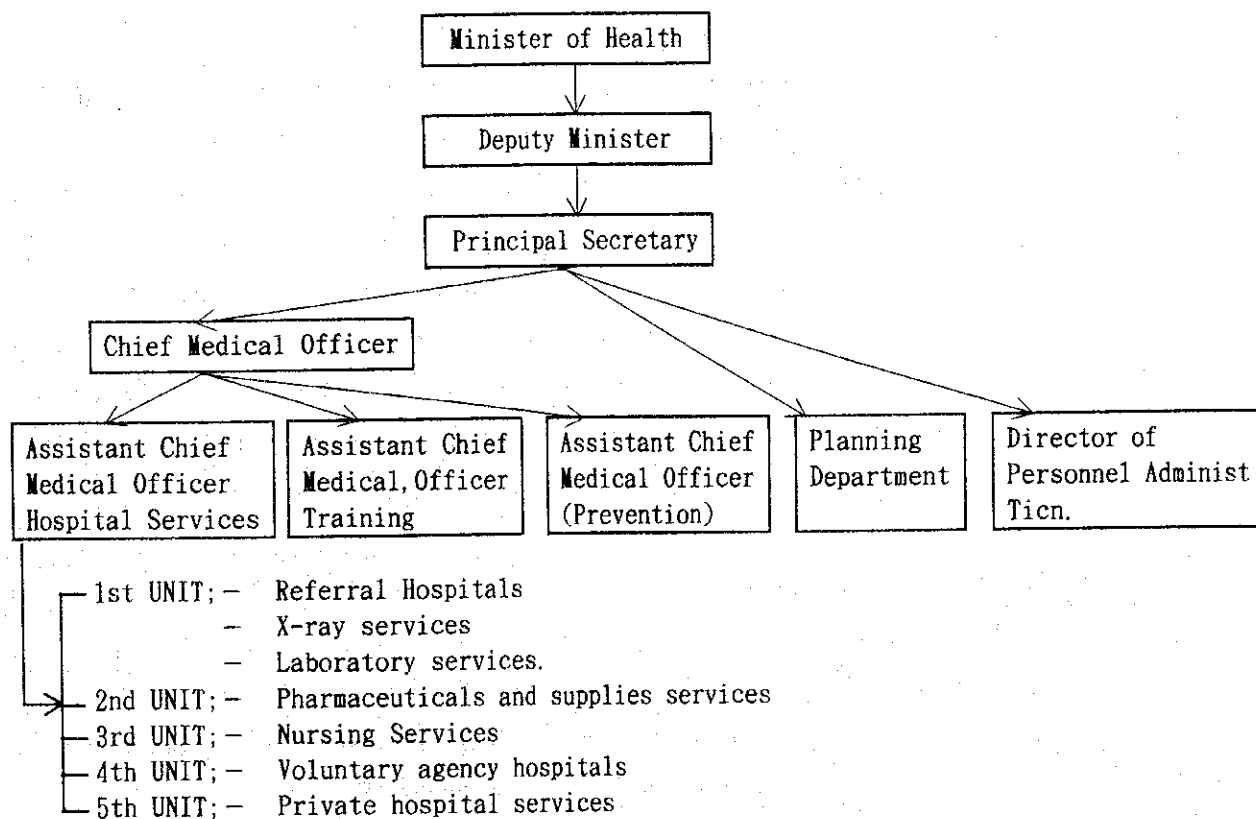 Minister of Health
Deputy Minister
Principal Secretary
Chief Medical Officer
Assistant Chief
Medical Officer
Hospital Services
Assistant Chief
Medical, Officer
Training
Assistant Chief
Medical Officer
(Prevention)
Planning
Department
Director of
Personnel Administ
Ticn.
1st UNIT; – Referral Hospitals
– X-ray services
– Laboratory services.
2nd UNIT; – Pharmaceuticals and supplies services
3rd UNIT; – Nursing Services
4th UNIT; – Voluntary agency hospitals
5th UNIT; – Private hospital services